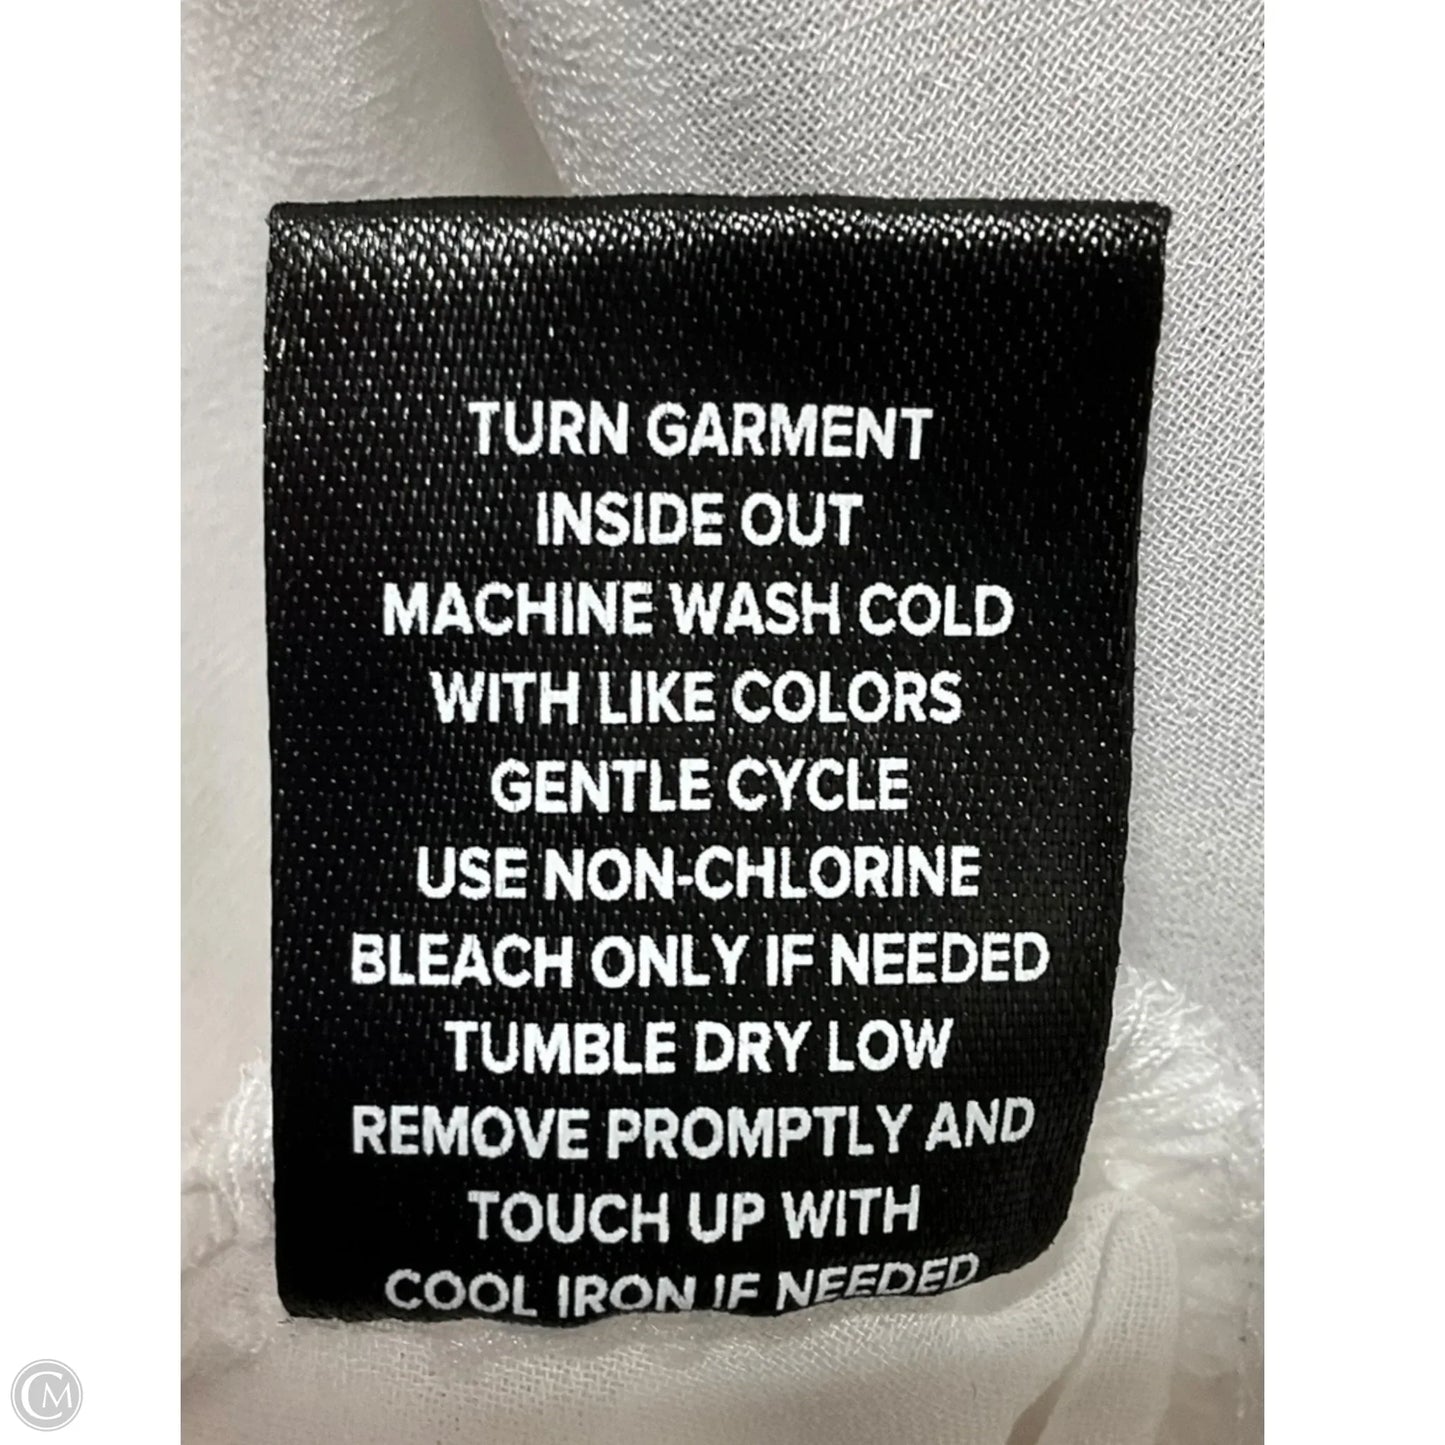 TURN GARMENT
INSIDE OUT
MACHINE WASH COLD
WITH LIKE COLORS
GENTLE CYCLE
USE NON-CHLORINE
BLEACH ONLY IF NEEDED
TUMBLE DRY LOW
REMOVE PROMPTLY AND
TOUCH UP WITH
COOL IRON IF NEEDED
CM